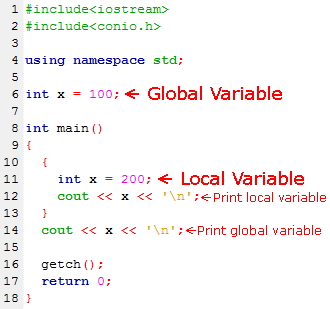 1 #include<iostream>
2 #include<conio.h>
3
4 using namespace std;
5
6 int x = 100; ← Global Variable
7
8 int main()
9 {
10 {
11 int x = 200; ← Local Variable
12 cout << x << '\n'; ← Print local variable
13 }
14 cout << x << '\n'; ← Print global variable
15
16 getch();
17 return 0;
18 }